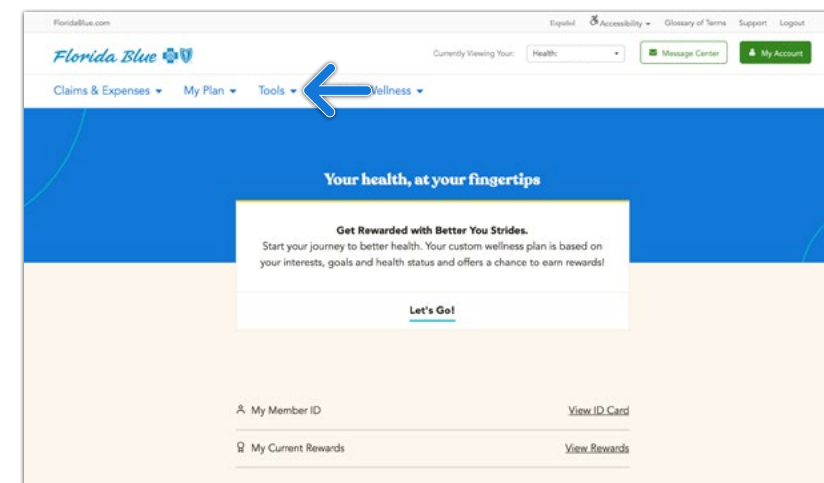 FloridaBlue.com
Español Accessibility Glossary of Terms Support Logout
Florida Blue
Currently Viewing Your: Health: Message Center My Account
Claims & Expenses My Plan Tools
Your health, at your fingertips
Get Rewarded with Better You Strides.
Start your journey to better health. Your custom wellness plan is based on
your interests, goals and health status and offers a chance to earn rewards!
Let's Go!
My Member ID View ID Card
My Current Rewards View Rewards